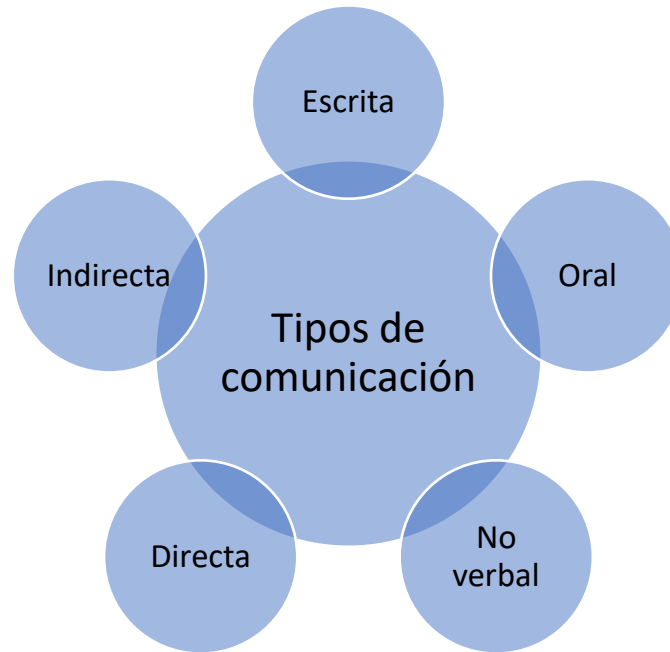 Escrita
Indirecta
Oral
Tipos de
comunicación
Directa
No
verbal